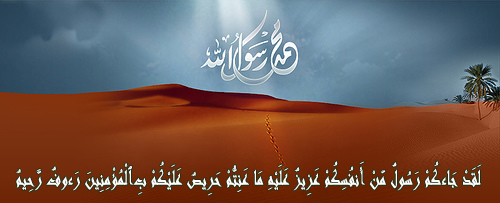 محمد رسول الله
لَقَدْ جَاءَكُمْ رَسُولٌ مِّنْ أَنفُسِكُمْ عَزِيزٌ عَلَيْهِ مَا عَنِتُّمْ حَرِيصٌ عَلَيْكُمْ بِالْمُؤْمِنِينَ رَءُوفٌ رَّحِيمٌ